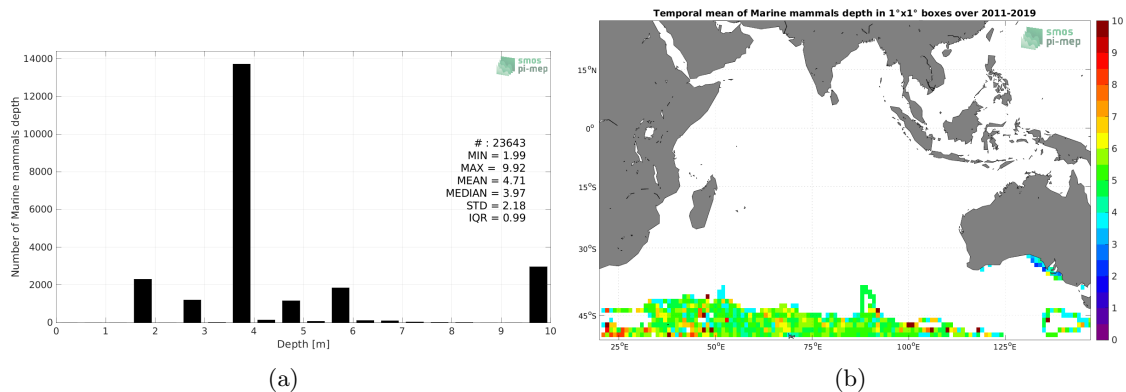 14000
12000
10000
8000
6000
4000
2000
0
Number of Marine mammals depth
smos
pi-mep
# : 23643
MIN = 1.99
MAX = 9.92
MEAN = 4.71
MEDIAN = 3.97
STD = 2.18
IQR = 0.99
0 1 2 3 4 5 6 7 8 9 10
Depth [m]
(a)
Temporal mean of Marine mammals depth in 1°x1° boxes over 2011-2019
smos
pi-mep
15°N
0°
15°S
30°S
45°S
25°E 50°E 75°E 100°E 125°E
10
9
8
7
6
5
4
3
2
1
0
(b)